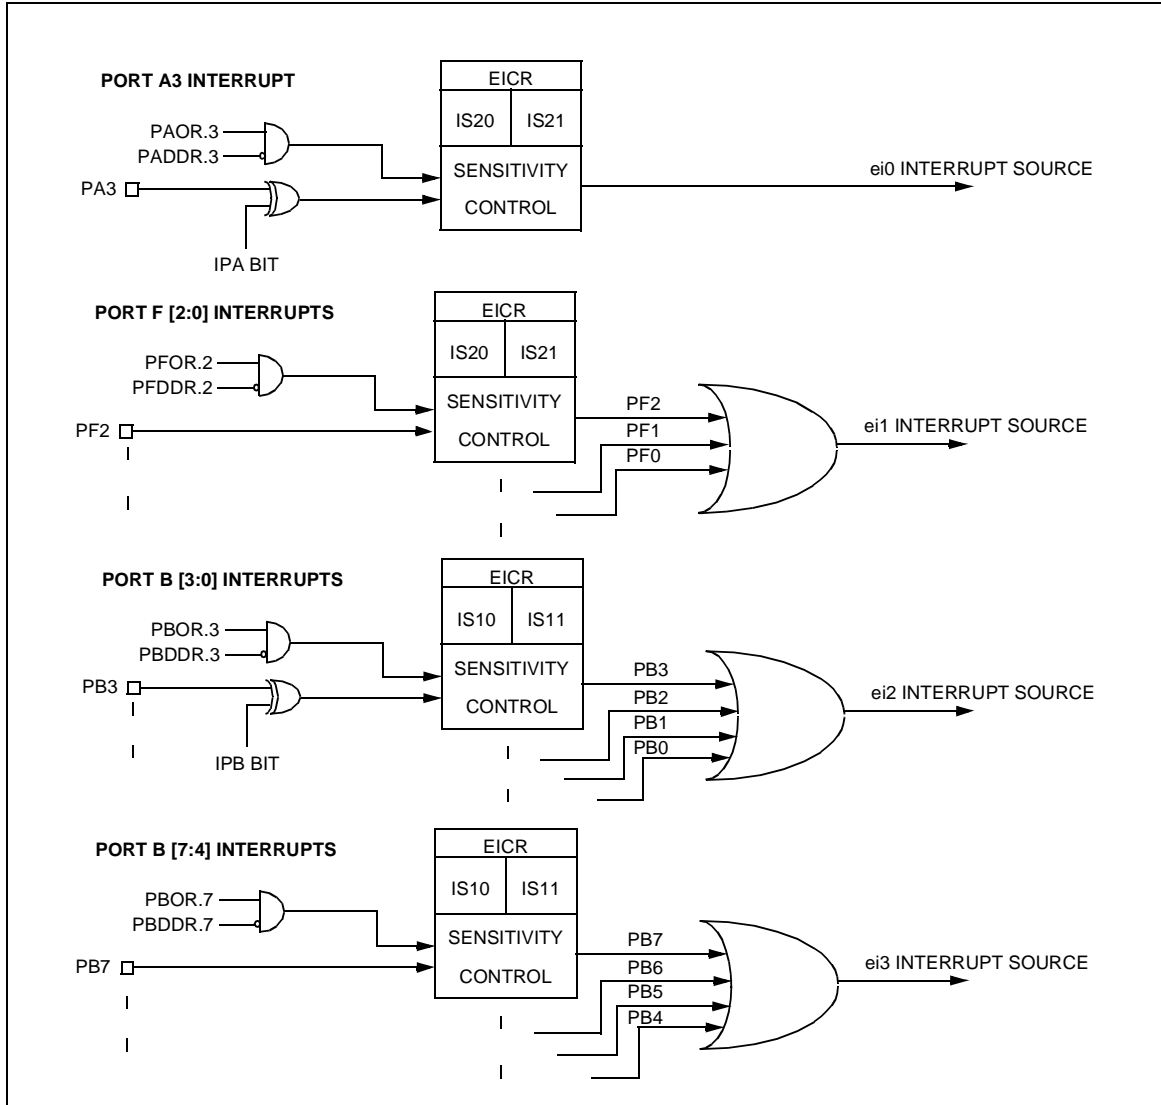 PORT A3 INTERRUPT
EICR
IS20 IS21
PAOR.3
PADDR.3
SENSITIVITY
CONTROL
PA3
IPA BIT
ei0 INTERRUPT SOURCE
PORT F [2:0] INTERRUPTS
EICR
IS20 IS21
PFOR.2
PFDDR.2
SENSITIVITY
CONTROL
PF2
PF2
PF1
PF0
ei1 INTERRUPT SOURCE
PORT B [3:0] INTERRUPTS
EICR
IS10 IS11
PBOR.3
PBDDR.3
SENSITIVITY
CONTROL
PB3
IPB BIT
PB3
PB2
PB1
PB0
ei2 INTERRUPT SOURCE
PORT B [7:4] INTERRUPTS
EICR
IS10 IS11
PBOR.7
PBDDR.7
SENSITIVITY
CONTROL
PB7
PB7
PB6
PB5
PB4
ei3 INTERRUPT SOURCE